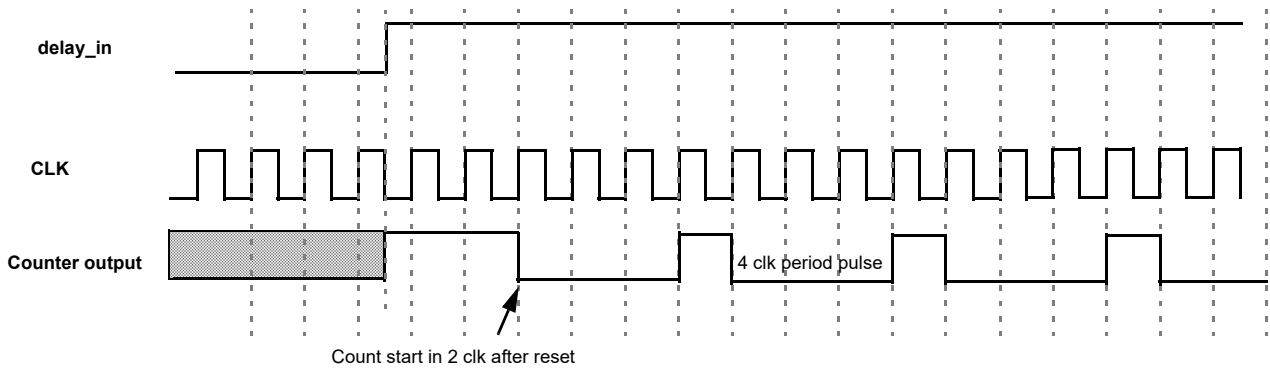 delay_in
CLK
Counter output
4 clk period pulse
Count start in 2 clk after reset